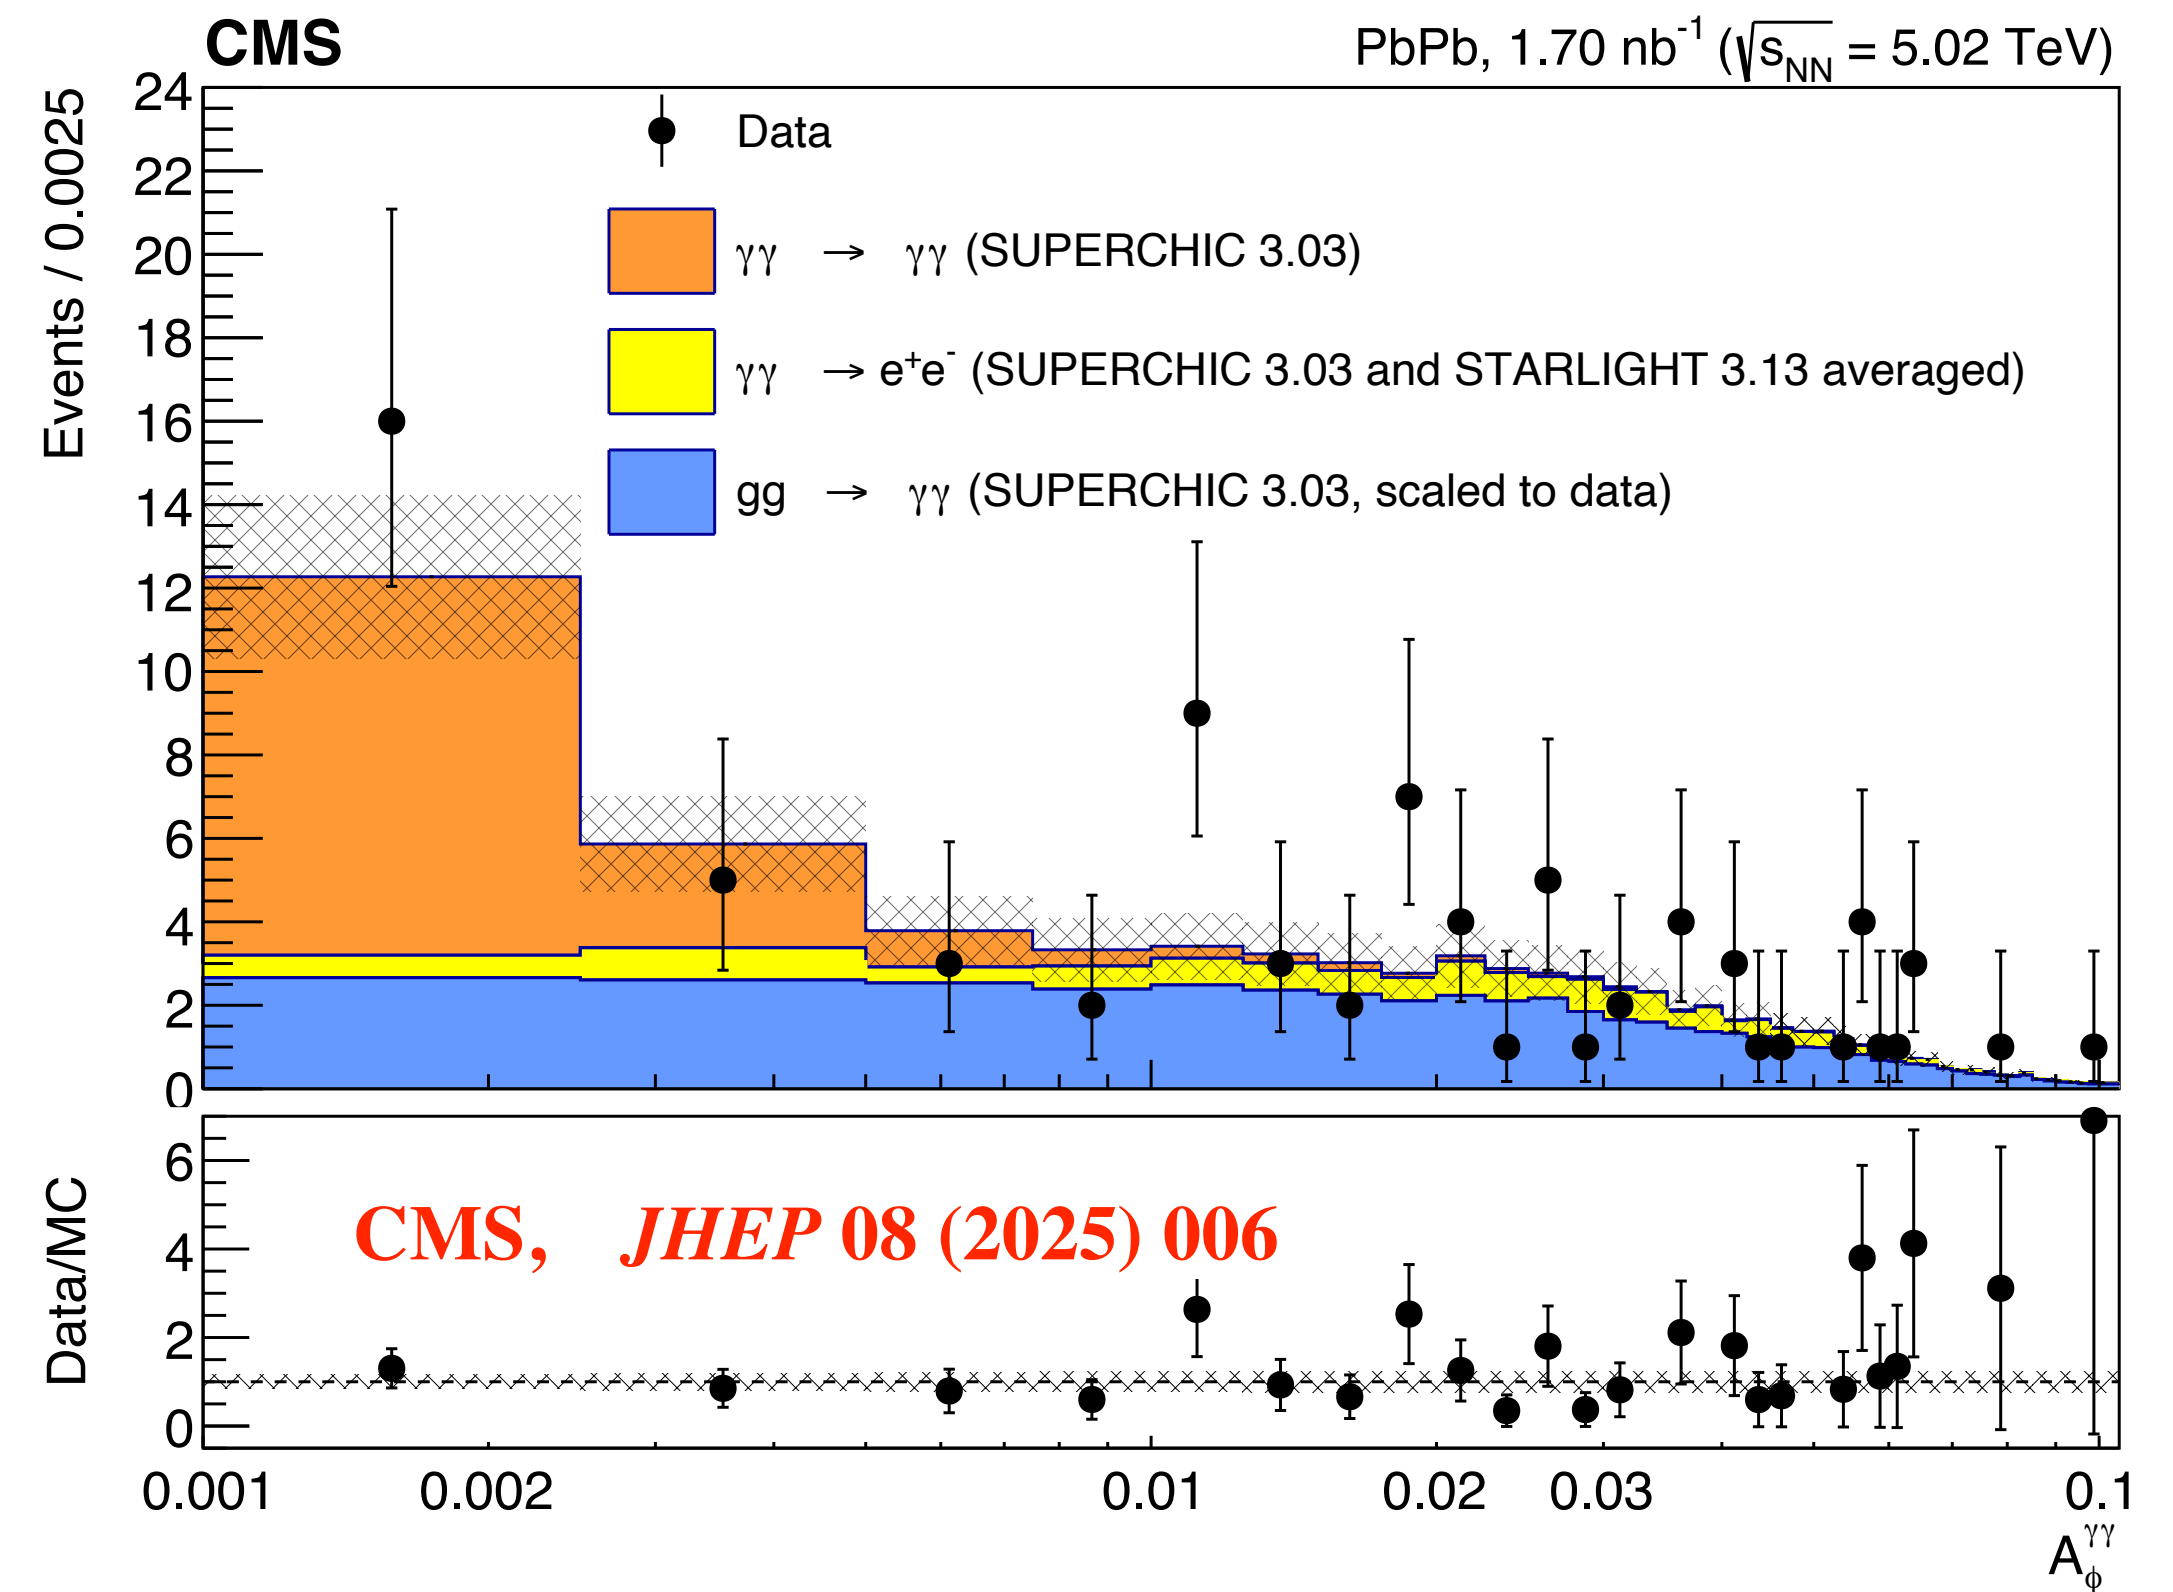 CMS PbPb, 1.70 nb⁻¹ (√s_NN = 5.02 TeV)
Events / 0.0025
24
22
20
18
16
14
12
10
8
6
4
2
0
Data
γγ → γγ (SUPERCHIC 3.03)
γγ → e⁺e⁻ (SUPERCHIC 3.03 and STARLIGHT 3.13 averaged)
gg → γγ (SUPERCHIC 3.03, scaled to data)
Data/MC
6
4
2
0
CMS, JHEP 08 (2025) 006
0.001 0.002 0.01 0.02 0.03 0.1
A_ϕ^γγ